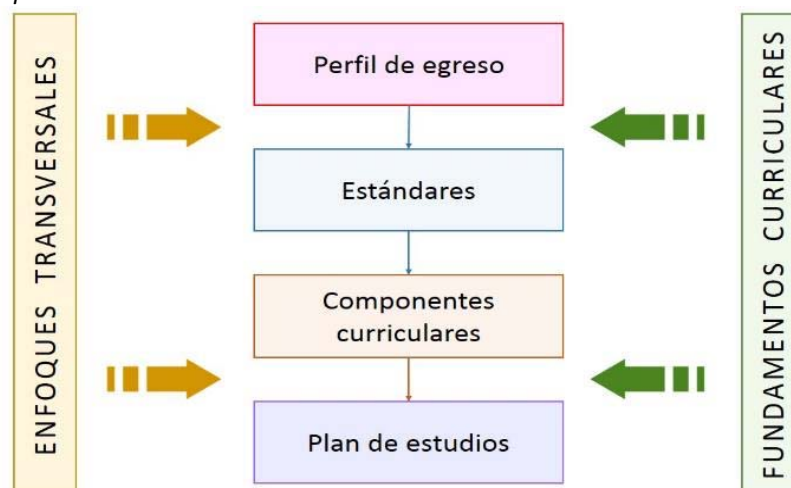 ENFOQUES TRANSVERSALES
Perfil de egreso
Estándares
Componentes
curriculares
Plan de estudios
FUNDAMENTOS CURRICULARES